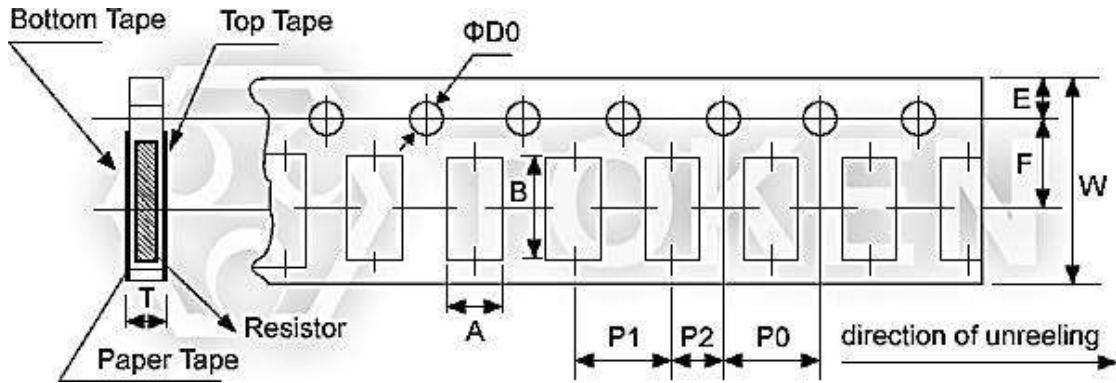 Bottom Tape
Top Tape
ΦD0
E
F
W
B
TOKEN
T
Resistor
A
P1
P2
P0
direction of unreeling
Paper Tape